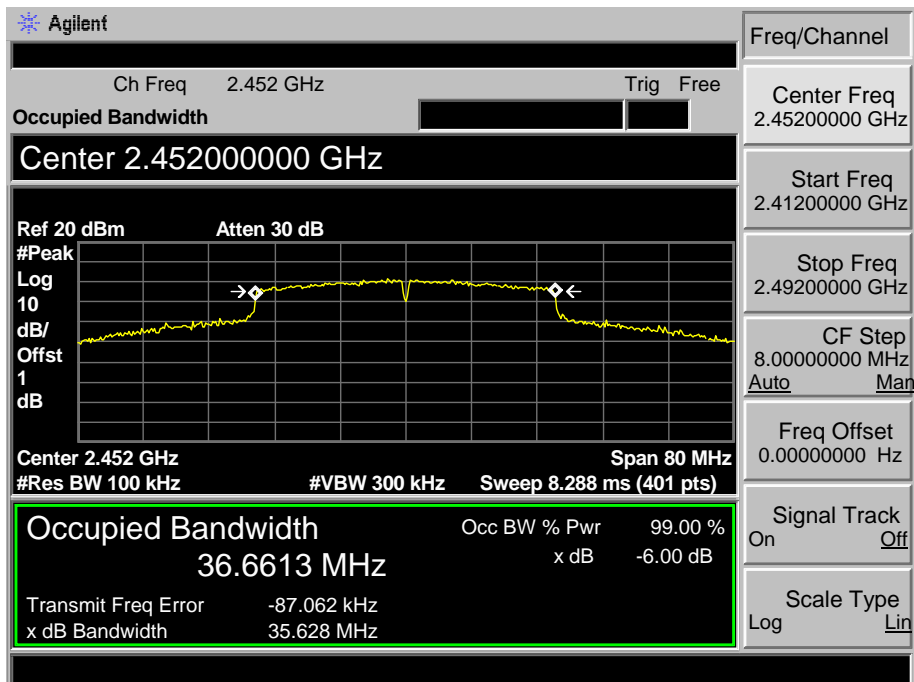 Agilent
Ch Freq 2.452 GHz Trig Free
Occupied Bandwidth
Center 2.452000000 GHz
Ref 20 dBm Atten 30 dB
#Peak
Log
10
dB/
Offst
1
dB
Center 2.452 GHz Span 80 MHz
#Res BW 100 kHz #VBW 300 kHz Sweep 8.288 ms (401 pts)
Occupied Bandwidth Occ BW % Pwr 99.00 %
36.6613 MHz x dB -6.00 dB
Transmit Freq Error -87.062 kHz
x dB Bandwidth 35.628 MHz
Freq/Channel
Center Freq
2.45200000 GHz
Start Freq
2.41200000 GHz
Stop Freq
2.49200000 GHz
CF Step
8.00000000 MHz
Auto Man
Freq Offset
0.00000000 Hz
Signal Track
On Off
Scale Type
Log Lin